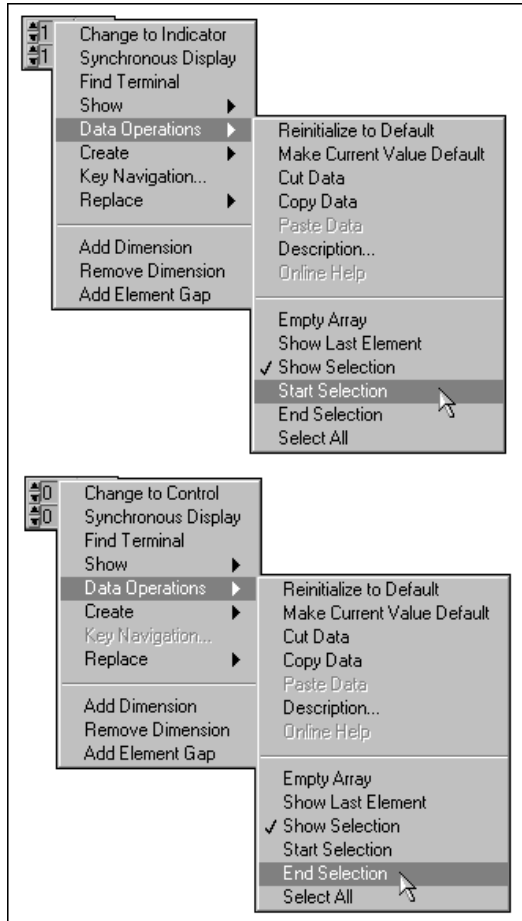 1
1
Change to Indicator
Synchronous Display
Find Terminal
Show
Data Operations
Create
Key Navigation...
Replace
Add Dimension
Remove Dimension
Add Element Gap
Reinitialize to Default
Make Current Value Default
Cut Data
Copy Data
Paste Data
Description...
Online Help
Empty Array
Show Last Element
✓ Show Selection
Start Selection
End Selection
Select All
0
0
Change to Control
Synchronous Display
Find Terminal
Show
Data Operations
Create
Key Navigation...
Replace
Add Dimension
Remove Dimension
Add Element Gap
Reinitialize to Default
Make Current Value Default
Cut Data
Copy Data
Paste Data
Description...
Online Help
Empty Array
Show Last Element
✓ Show Selection
Start Selection
End Selection
Select All